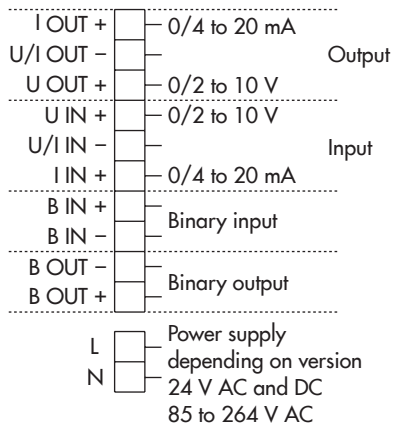 I OUT + 0/4 to 20 mA
U/I OUT − Output
U OUT + 0/2 to 10 V
U IN + 0/2 to 10 V
U/I IN − Input
I IN + 0/4 to 20 mA
B IN +
Binary input
B IN −
B OUT −
Binary output
B OUT +
L Power supply
depending on version
N 24 V AC and DC
85 to 264 V AC